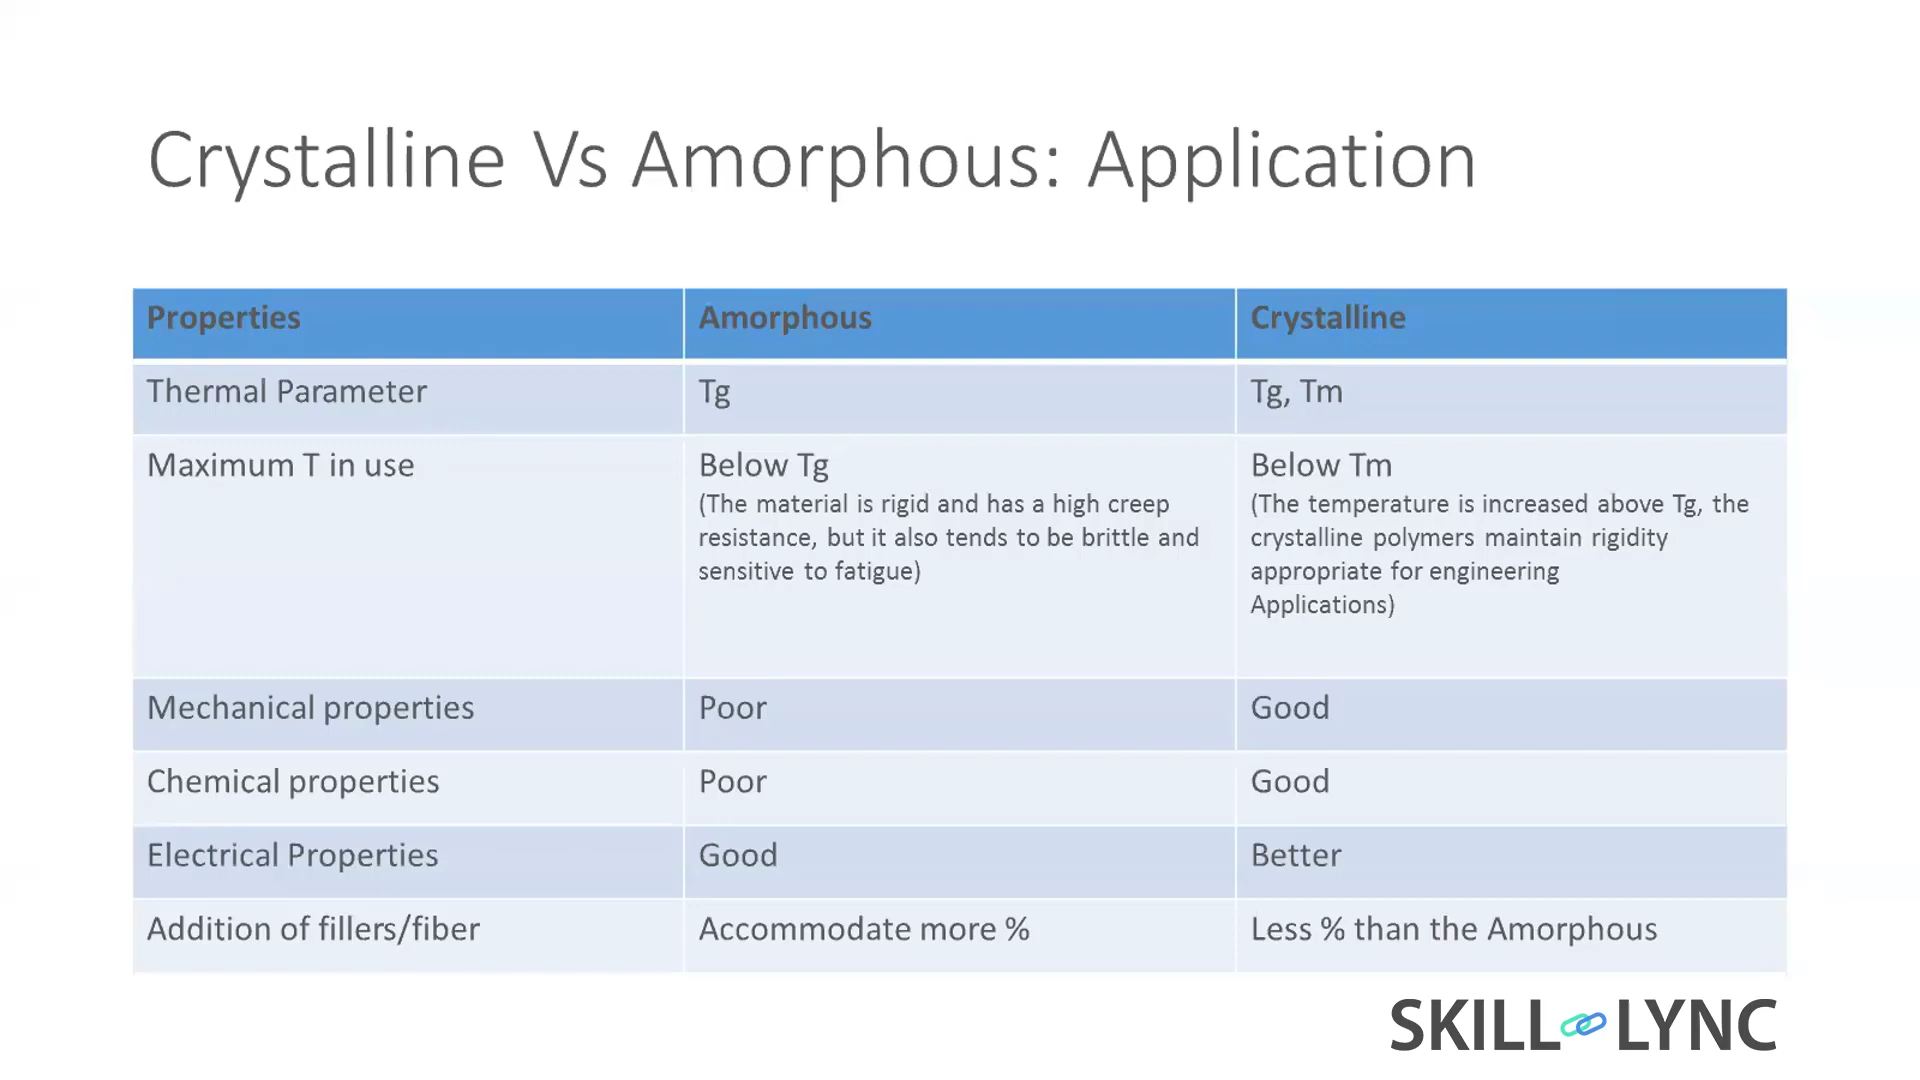 Crystalline Vs Amorphous: Application
Properties
Amorphous
Crystalline
Thermal Parameter
Tg
Tg, Tm
Maximum T in use
Below Tg
(The material is rigid and has a high creep
resistance, but it also tends to be brittle and
sensitive to fatigue)
Below Tm
(The temperature is increased above Tg, the
crystalline polymers maintain rigidity
appropriate for engineering
Applications)
Mechanical properties
Poor
Good
Chemical properties
Poor
Good
Electrical Properties
Good
Better
Addition of fillers/fiber
Accommodate more %
Less % than the Amorphous
SKILL LYNC